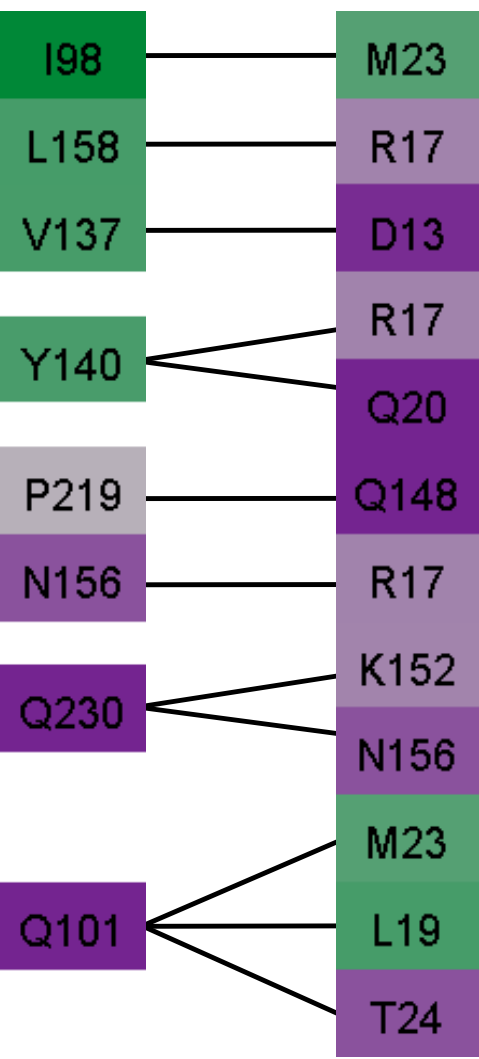 I98 M23
L158 R17
V137 D13
R17
Y140
Q20
P219 Q148
N156 R17
K152
Q230
N156
M23
Q101 L19
T24